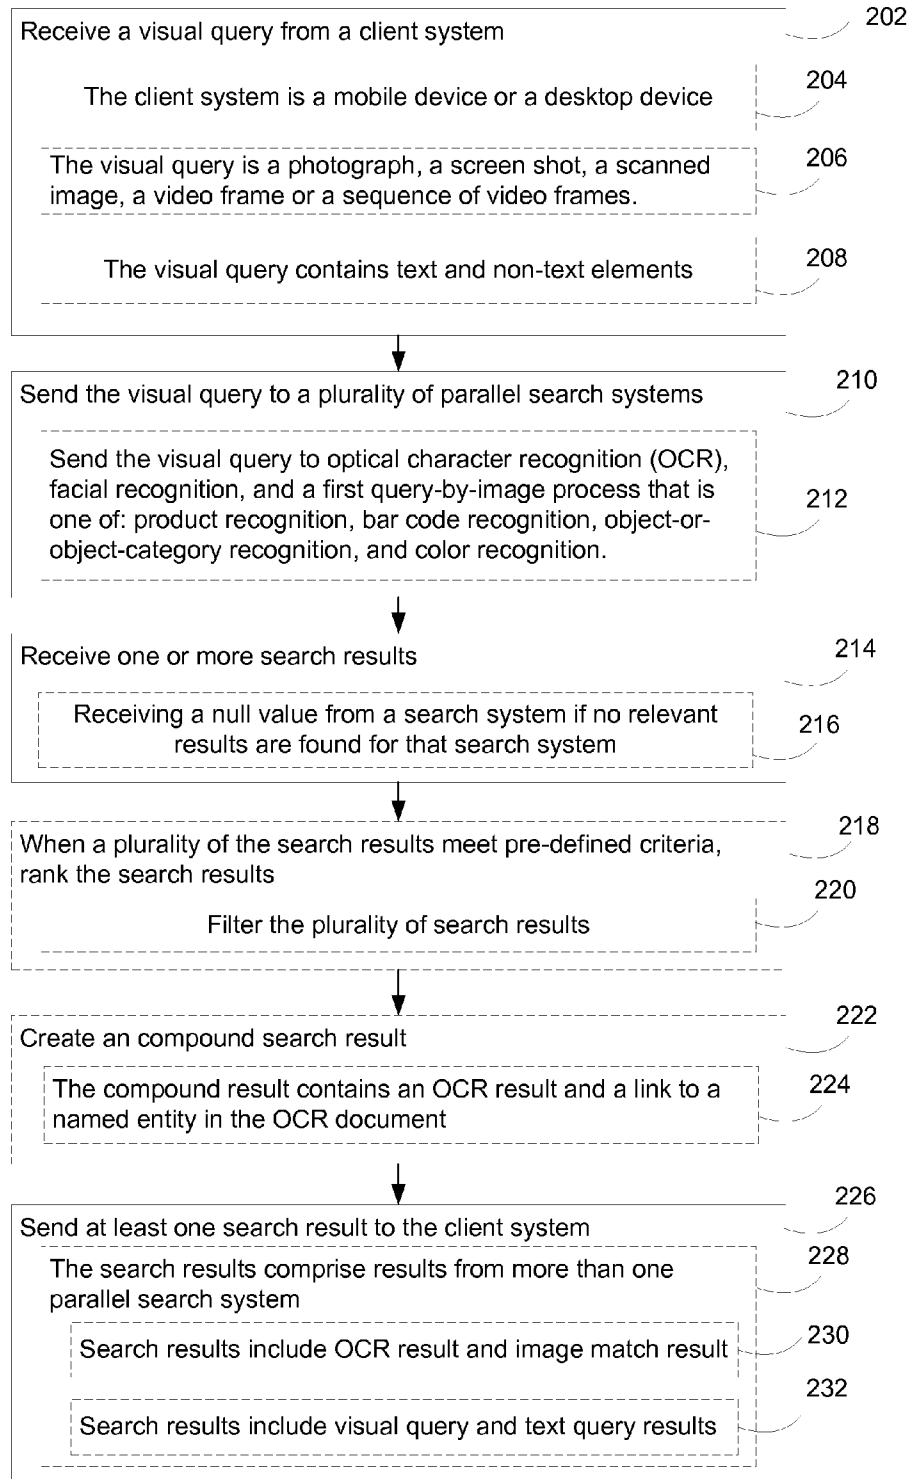 Receive a visual query from a client system
202
The client system is a mobile device or a desktop device
204
The visual query is a photograph, a screen shot, a scanned
image, a video frame or a sequence of video frames.
206
The visual query contains text and non-text elements
208
Send the visual query to a plurality of parallel search systems
210
Send the visual query to optical character recognition (OCR),
facial recognition, and a first query-by-image process that is
one of: product recognition, bar code recognition, object-or-
object-category recognition, and color recognition.
212
Receive one or more search results
214
Receiving a null value from a search system if no relevant
results are found for that search system
216
When a plurality of the search results meet pre-defined criteria,
rank the search results
218
Filter the plurality of search results
220
Create an compound search result
222
The compound result contains an OCR result and a link to a
named entity in the OCR document
224
Send at least one search result to the client system
226
The search results comprise results from more than one
parallel search system
228
Search results include OCR result and image match result
230
Search results include visual query and text query results
232